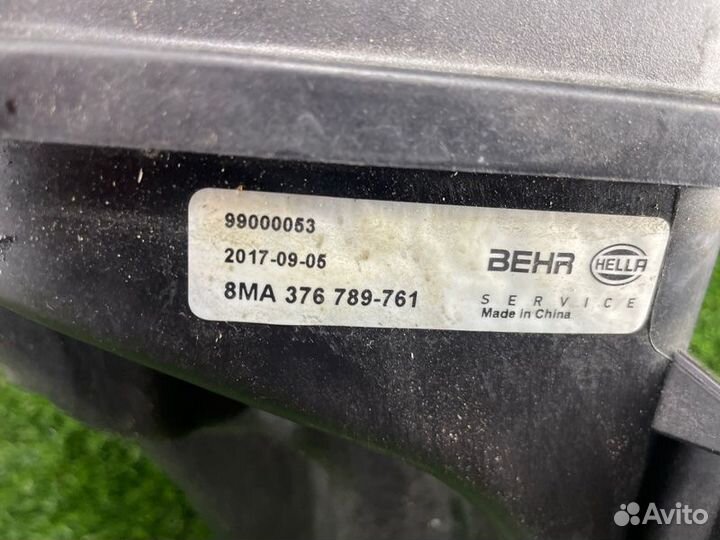 99000053
2017-09-05
8MA 376 789-761
BEHR HELLA
SERVICE
Made in China
Avito